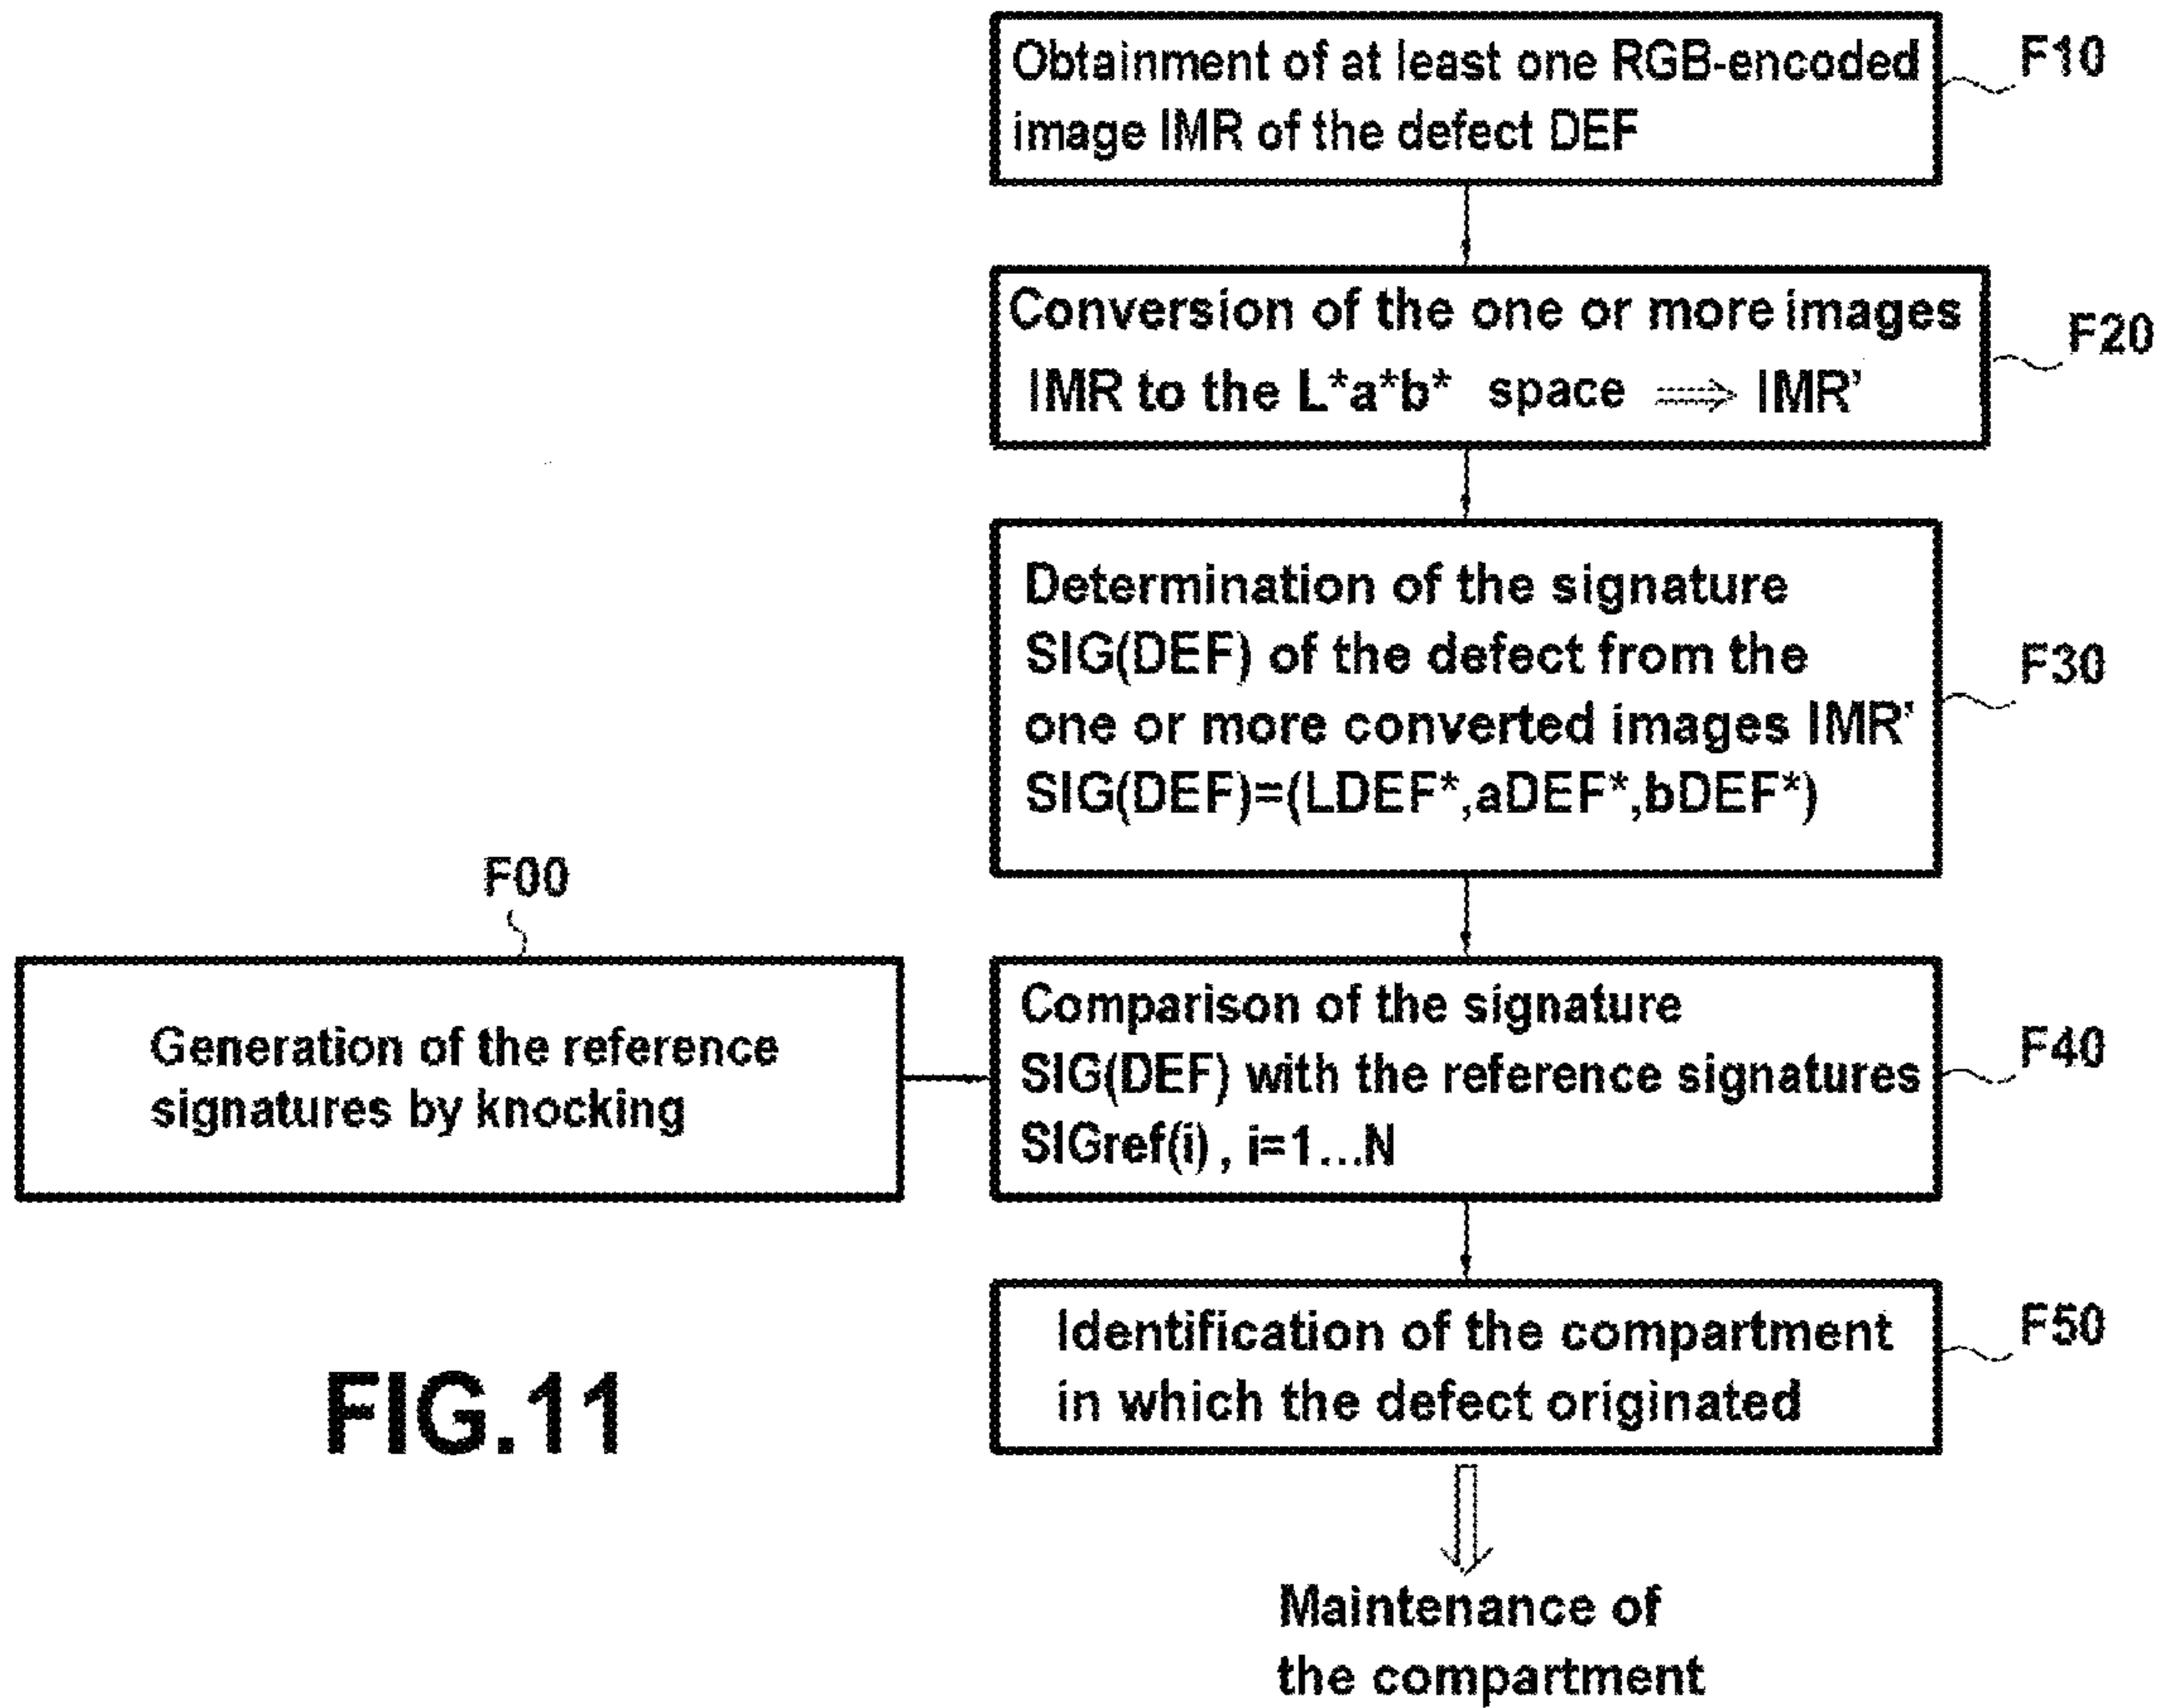 Obtainment of at least one RGB-encoded
image IMR of the defect DEF
F10
Conversion of the one or more images
IMR to the L*a*b* space ⇒ IMR'
F20
Determination of the signature
SIG(DEF) of the defect from the
one or more converted images IMR'
SIG(DEF)=(LDEF*,aDEF*,bDEF*)
F30
F00
Generation of the reference
signatures by knocking
Comparison of the signature
SIG(DEF) with the reference signatures
SIGref(i), i=1...N
F40
Identification of the compartment
in which the defect originated
F50
FIG.11
Maintenance of
the compartment